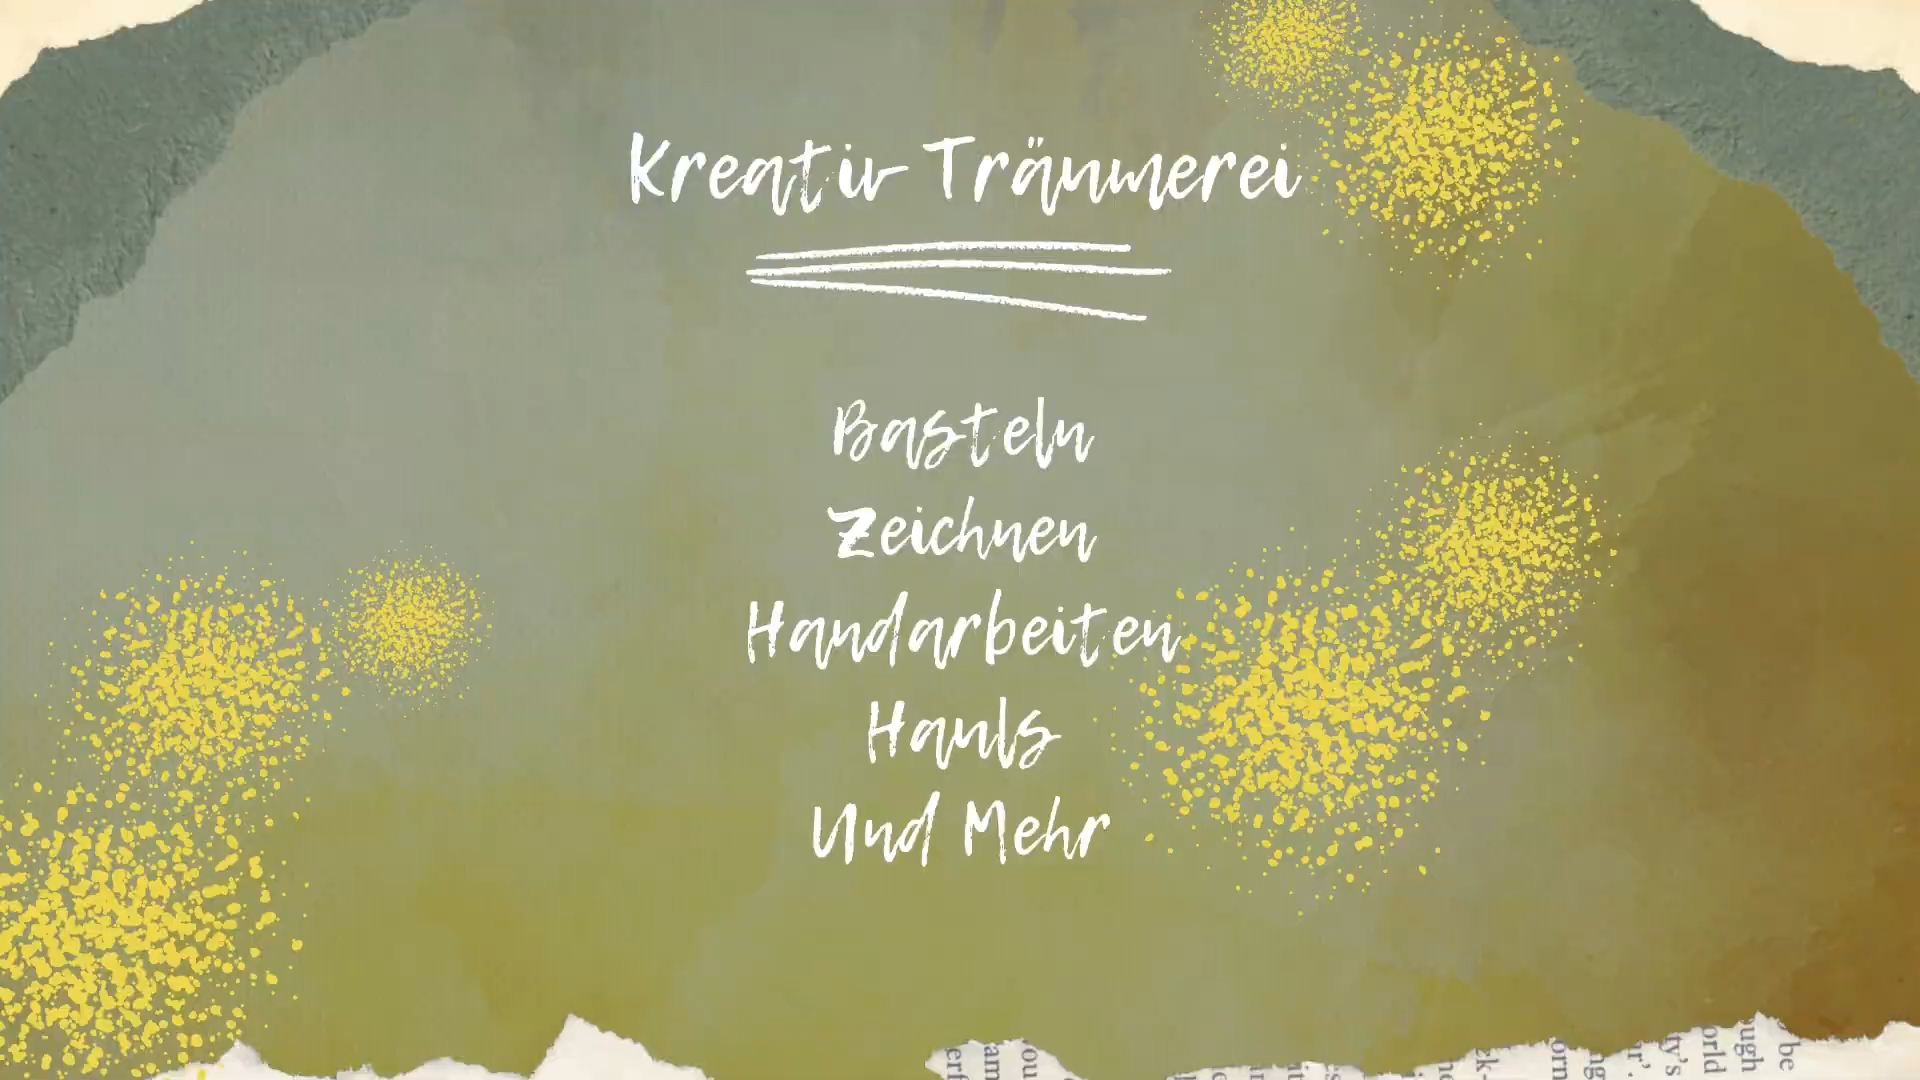 Kreativ Träumerei
Basteln
Zeichnen
Handarbeiten
Hauls
Und Mehr